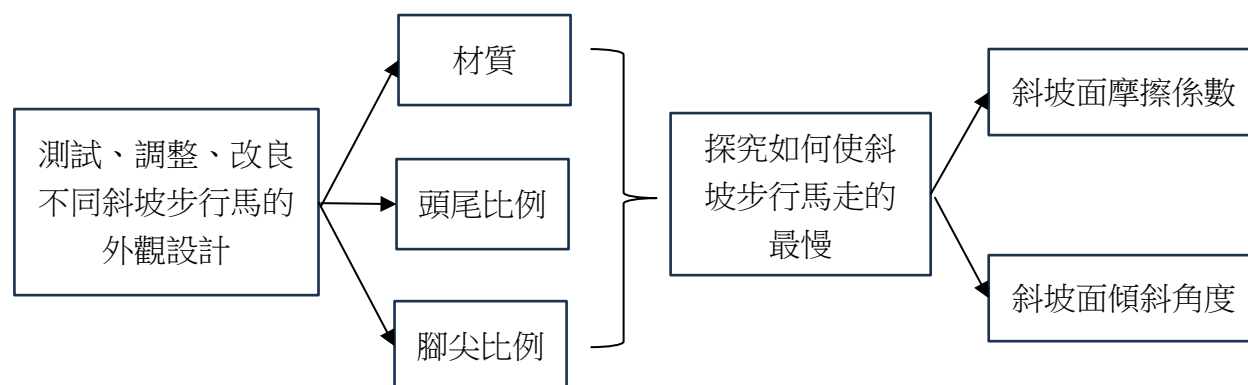 測試、調整、改良
不同斜坡步行馬的
外觀設計
材質
頭尾比例
腳尖比例
探究如何使斜
坡步行馬走的
最慢
斜坡面摩擦係數
斜坡面傾斜角度